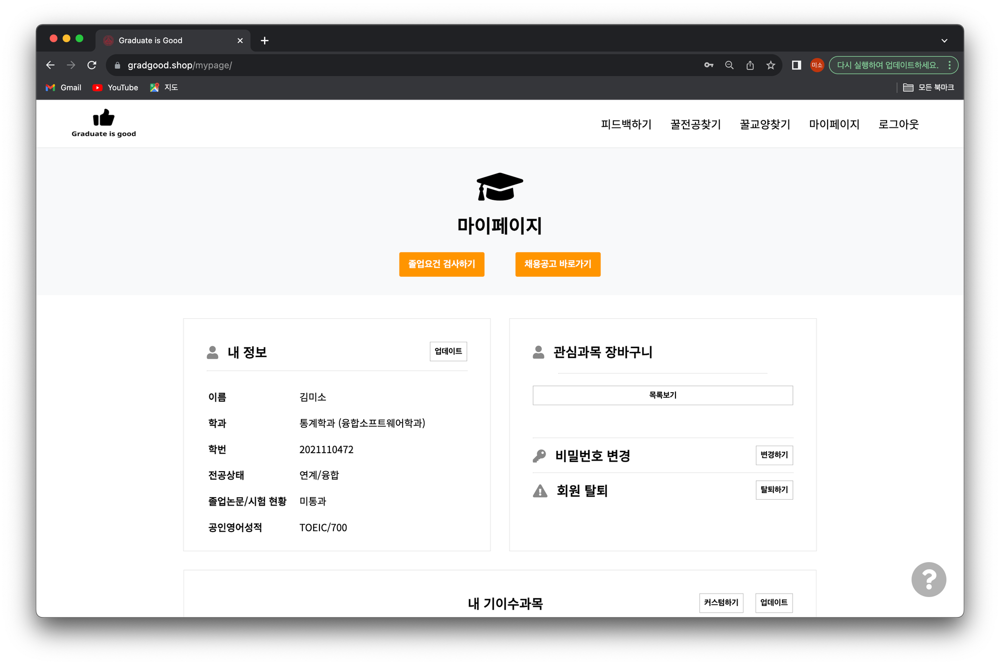 Graduate is Good
gradgood.shop/mypage/
미소
다시 실행하여 업데이트하세요.
Gmail
YouTube
지도
모든 북마크
Graduate is good
피드백하기
꿀전공찾기
꿀교양찾기
마이페이지
로그아웃
마이페이지
졸업요건 검사하기
채용공고 바로가기
내 정보
업데이트
이름 김미소
학과 통계학과 (융합소프트웨어학과)
학번 2021110472
전공상태 연계/융합
졸업논문/시험 현황 미통과
공인영어성적 TOEIC/700
관심과목 장바구니
목록보기
비밀번호 변경
변경하기
회원 탈퇴
탈퇴하기
내 기이수과목
커스텀하기
업데이트